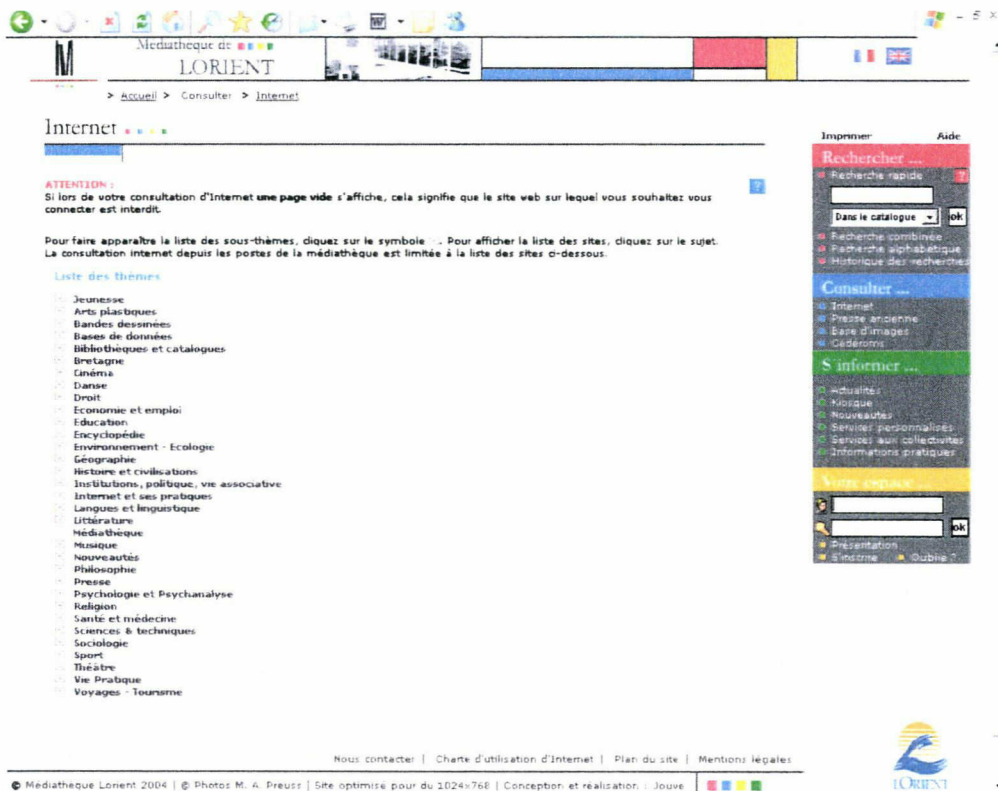 Médiathèque de
LORIENT
> Accueil > Consulter > Internet
Internet
ATTENTION :
Si lors de votre consultation d'Internet une page vide s'affiche, cela signifie que le site web sur lequel vous souhaitez vous
connecter est interdit.
Pour faire apparaître la liste des sous-thèmes, cliquez sur le symbole . Pour afficher la liste des sites, cliquez sur le sujet.
La consultation internet depuis les postes de la médiathèque est limitée à la liste des sites ci-dessous.
Liste des thèmes
Jeunesse
Arts plastiques
Bandes dessinées
Bases de données
Bibliothèques et catalogues
Bretagne
Cinéma
Danse
Droit
Economie et emploi
Education
Encyclopédie
Environnement - Ecologie
Géographie
Histoire et civilisations
Institutions, politique, vie associative
Internet et ses pratiques
Langues et linguistique
Littérature
Médiathèque
Musique
Nouveautés
Philosophie
Presse
Psychologie et Psychanalyse
Religion
Santé et médecine
Sciences & techniques
Sociologie
Sport
Théâtre
Vie Pratique
Voyages - Tourisme
Imprimer Aide
Rechercher ...
Recherche rapide ?
Dans le catalogue ok
Recherche combinée
Recherche alphabétique
Historique des recherches
Consulter ...
Internet
Presse ancienne
Base d'images
Cédéroms
S'informer ...
Actualités
Kiosque
Nouveautés
Services personnalisés
Services aux collectivités
Informations pratiques
Votre espace ...
ok
Présentation
S'inscrire Oublié ?
Nous contacter | Charte d'utilisation d'Internet | Plan du site | Mentions légales
© Médiathèque Lorient 2004 | © Photos M. A. Preuss | Site optimisé pour du 1024x768 | Conception et réalisation : Jouve
LORIENT